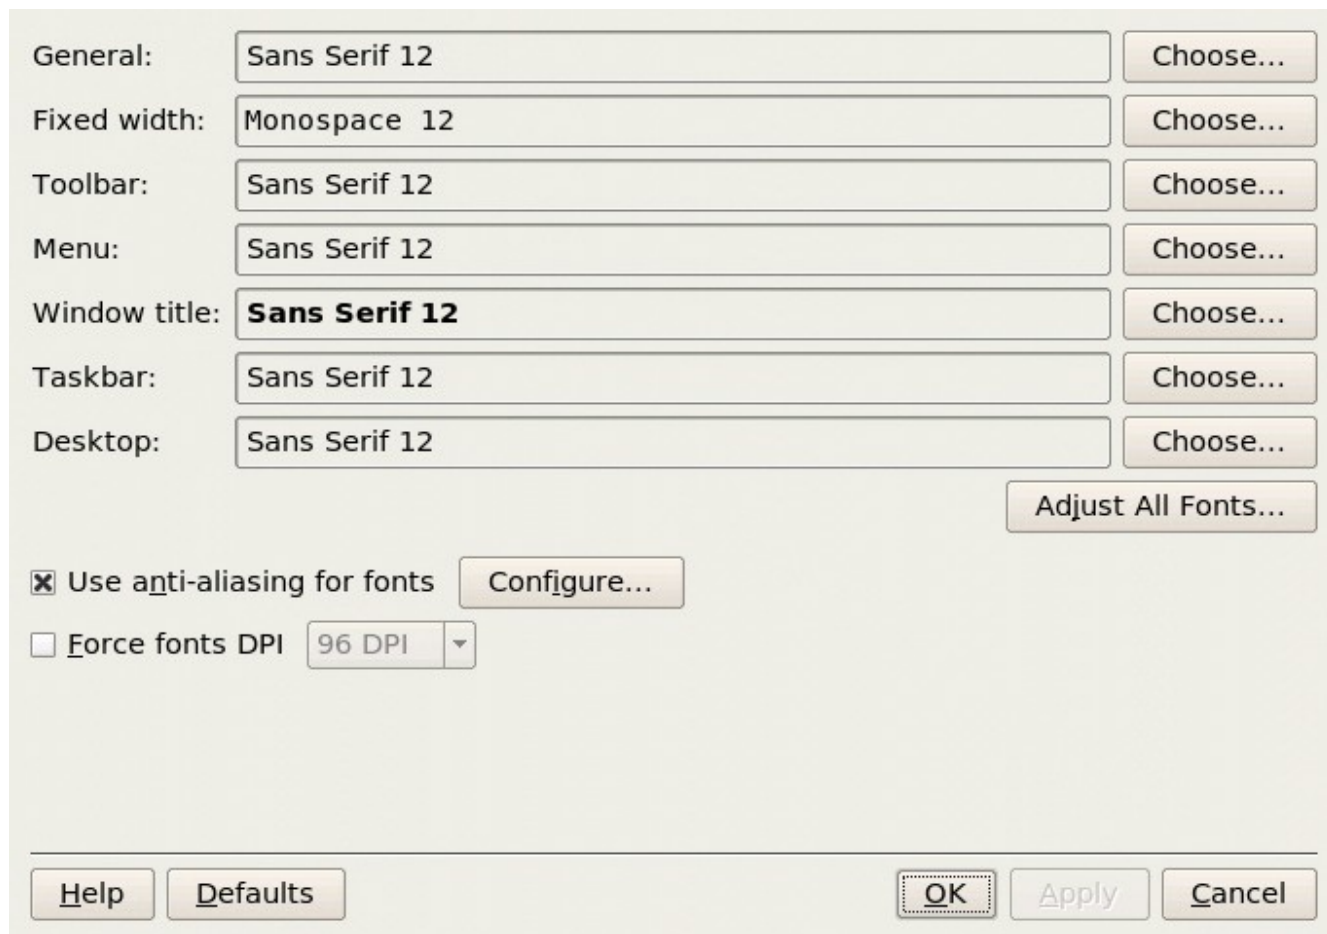 General: Sans Serif 12 Choose...
Fixed width: Monospace 12 Choose...
Toolbar: Sans Serif 12 Choose...
Menu: Sans Serif 12 Choose...
Window title: Sans Serif 12 Choose...
Taskbar: Sans Serif 12 Choose...
Desktop: Sans Serif 12 Choose...
Adjust All Fonts...
Use anti-aliasing for fonts Configure...
Force fonts DPI 96 DPI
Help Defaults OK Apply Cancel